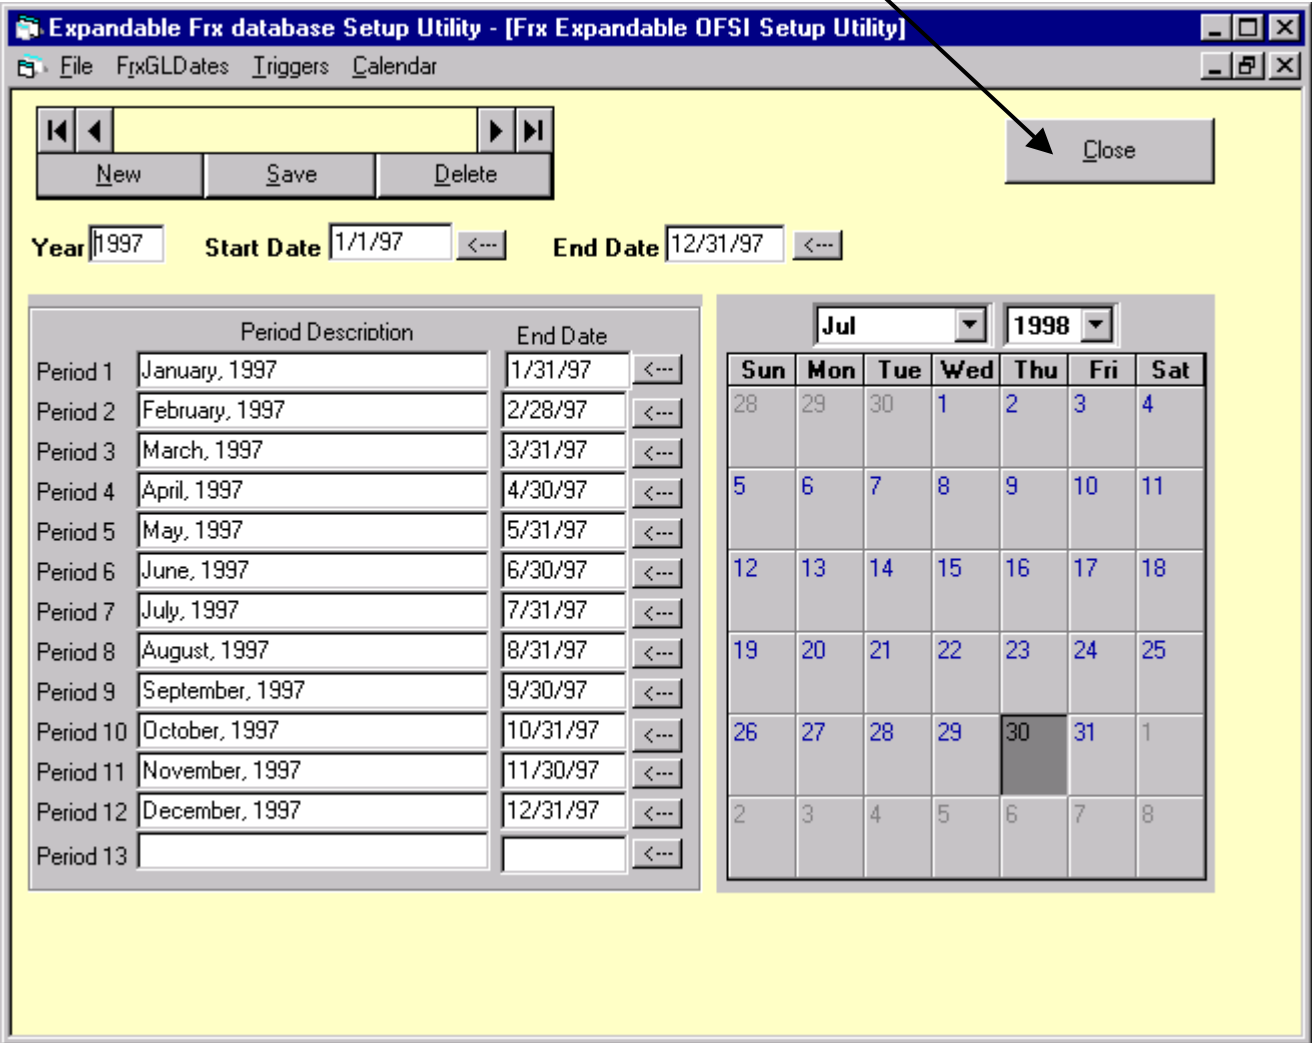 Expandable Frx database Setup Utility - [Frx Expandable OFSI Setup Utility]
File FrxGLDates Triggers Calendar
New Save Delete
Close
Year 1997 Start Date 1/1/97 <--- End Date 12/31/97 <---
Period Description End Date
Period 1 January, 1997 1/31/97 <---
Period 2 February, 1997 2/28/97 <---
Period 3 March, 1997 3/31/97 <---
Period 4 April, 1997 4/30/97 <---
Period 5 May, 1997 5/31/97 <---
Period 6 June, 1997 6/30/97 <---
Period 7 July, 1997 7/31/97 <---
Period 8 August, 1997 8/31/97 <---
Period 9 September, 1997 9/30/97 <---
Period 10 October, 1997 10/31/97 <---
Period 11 November, 1997 11/30/97 <---
Period 12 December, 1997 12/31/97 <---
Period 13 <---
Jul 1998
Sun Mon Tue Wed Thu Fri Sat
28 29 30 1 2 3 4
5 6 7 8 9 10 11
12 13 14 15 16 17 18
19 20 21 22 23 24 25
26 27 28 29 30 31 1
2 3 4 5 6 7 8